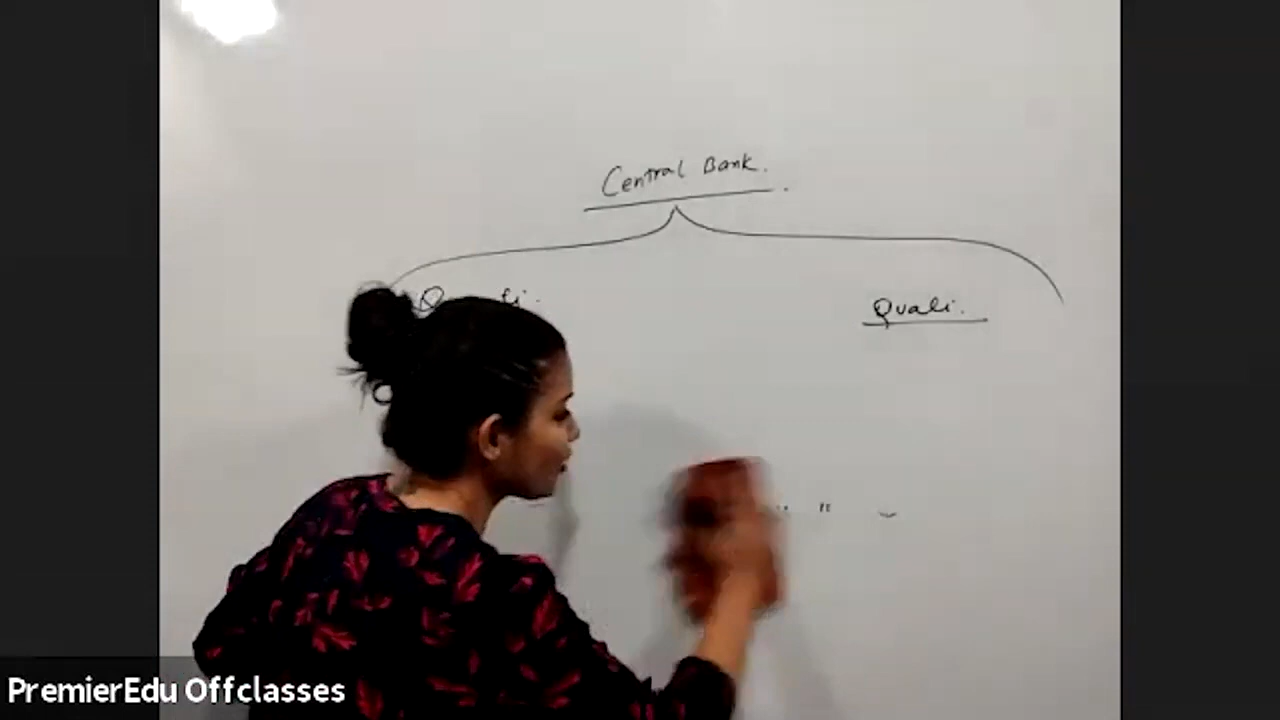 Central Bank.
Quali.
" "
PremierEdu Offclasses